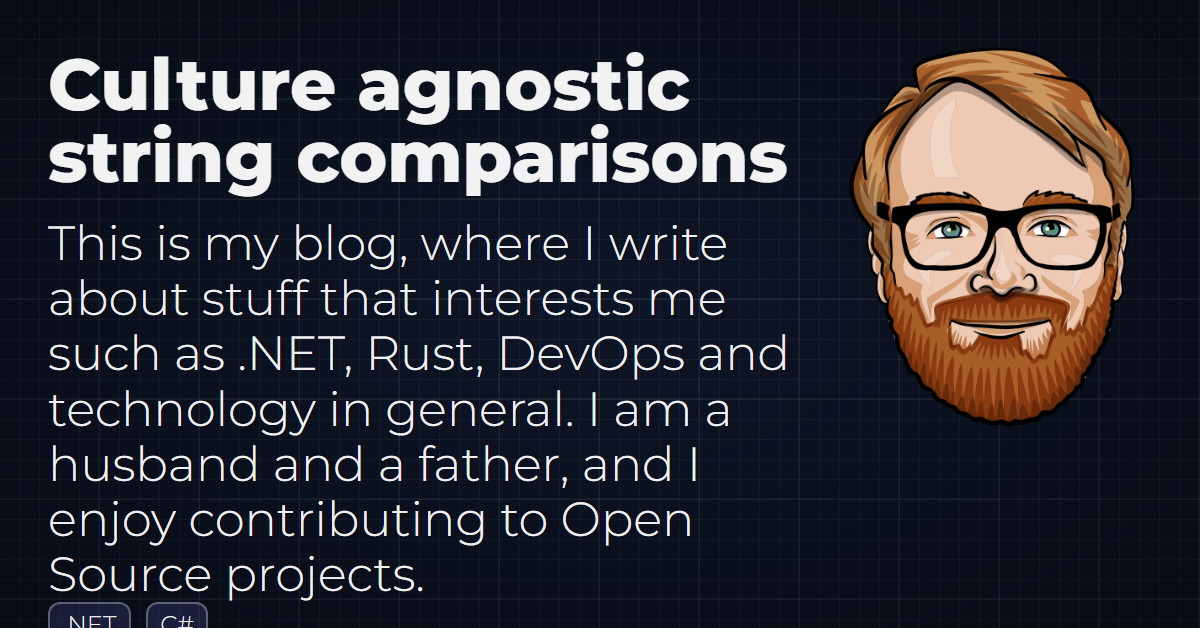 Culture agnostic
string comparisons
This is my blog, where I write
about stuff that interests me
such as .NET, Rust, DevOps and
technology in general. I am a
husband and a father, and I
enjoy contributing to Open
Source projects.
.NET C#